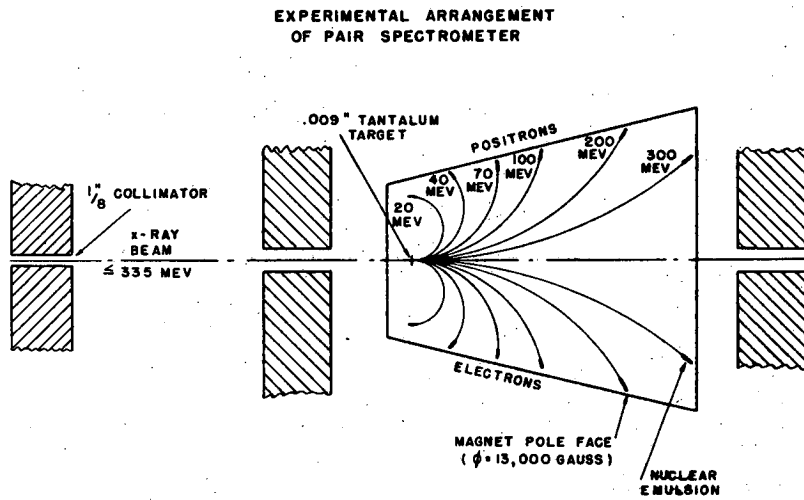 EXPERIMENTAL ARRANGEMENT
OF PAIR SPECTROMETER
.009" TANTALUM
TARGET
1/8" COLLIMATOR
X-RAY
BEAM
≤ 335 MEV
POSITRONS
20
MEV
40
MEV
70
MEV
100
MEV
200
MEV
300
MEV
ELECTRONS
MAGNET POLE FACE
(ϕ = 13,000 GAUSS)
NUCLEAR
EMULSION